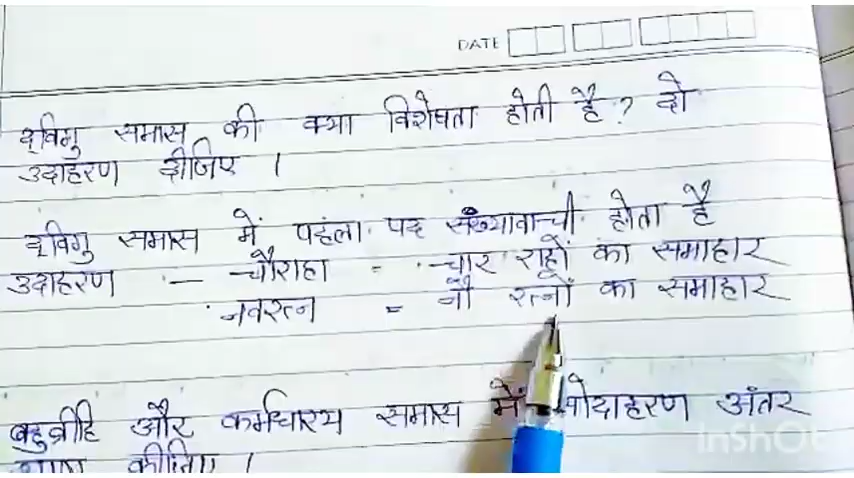 DATE
द्विगु समास की क्या विशेषता होती है? दो
उदाहरण दीजिए ।
द्विगु समास में पहला पद संख्यावाची होता है
उदाहरण — चौराहा = चार राहों का समाहार
नवरत्न = नौ रत्नों का समाहार
बहुव्रीहि और कर्मधारय समास में सोदाहरण अंतर
कीजिए ।
InShOt